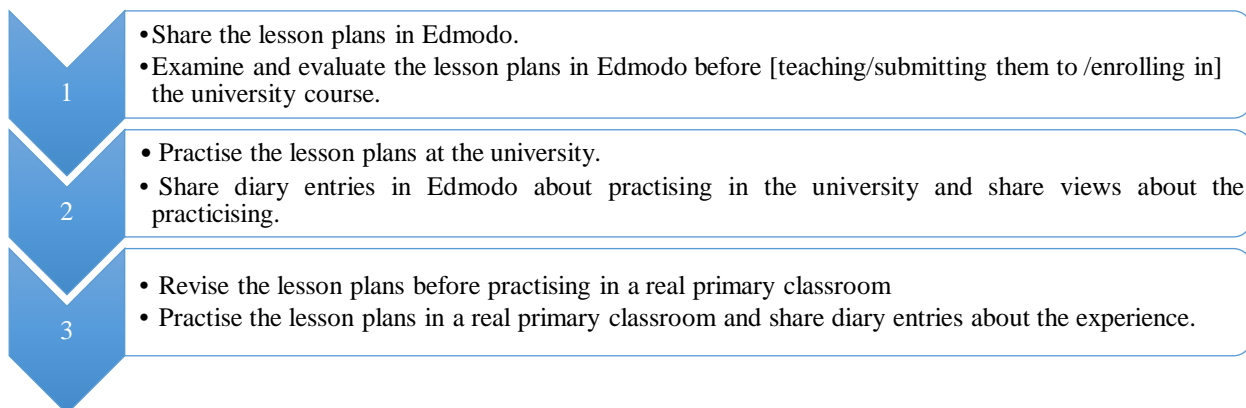 •Share the lesson plans in Edmodo.
•Examine and evaluate the lesson plans in Edmodo before [teaching/submitting them to /enrolling in]
the university course.
1
• Practise the lesson plans at the university.
• Share diary entries in Edmodo about practising in the university and share views about the
practicising.
2
• Revise the lesson plans before practising in a real primary classroom
• Practise the lesson plans in a real primary classroom and share diary entries about the experience.
3